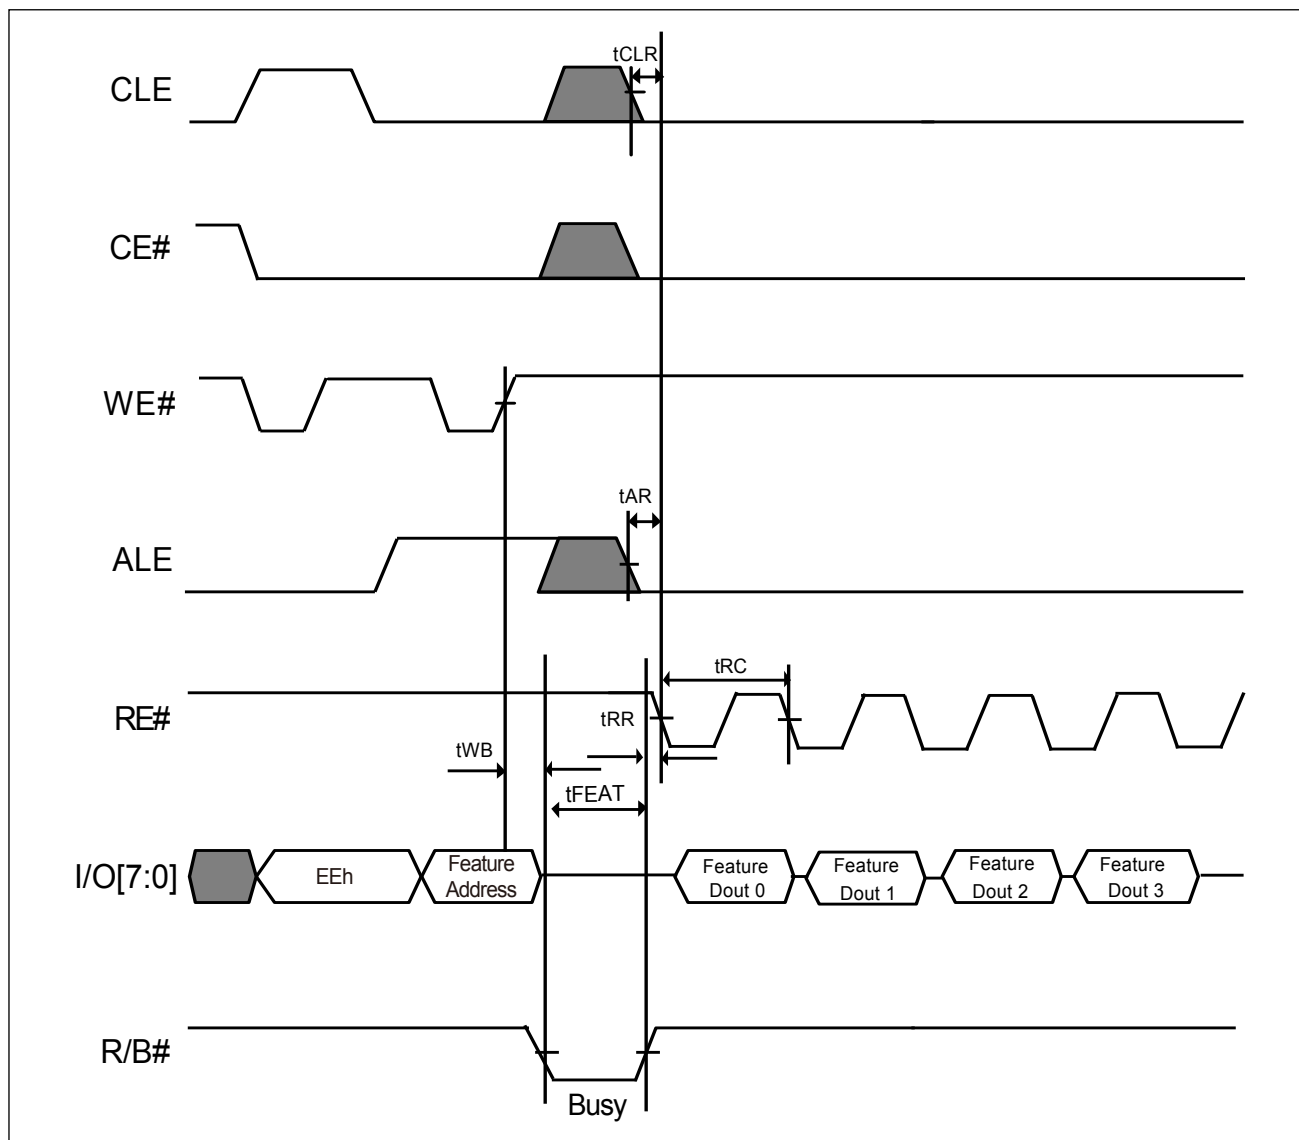 tCLR
CLE
CE#
WE#
tAR
ALE
tRC
RE#
tRR
tWB
tFEAT
I/O[7:0]
EEh
Feature
Address
Feature
Dout 0
Feature
Dout 1
Feature
Dout 2
Feature
Dout 3
R/B#
Busy